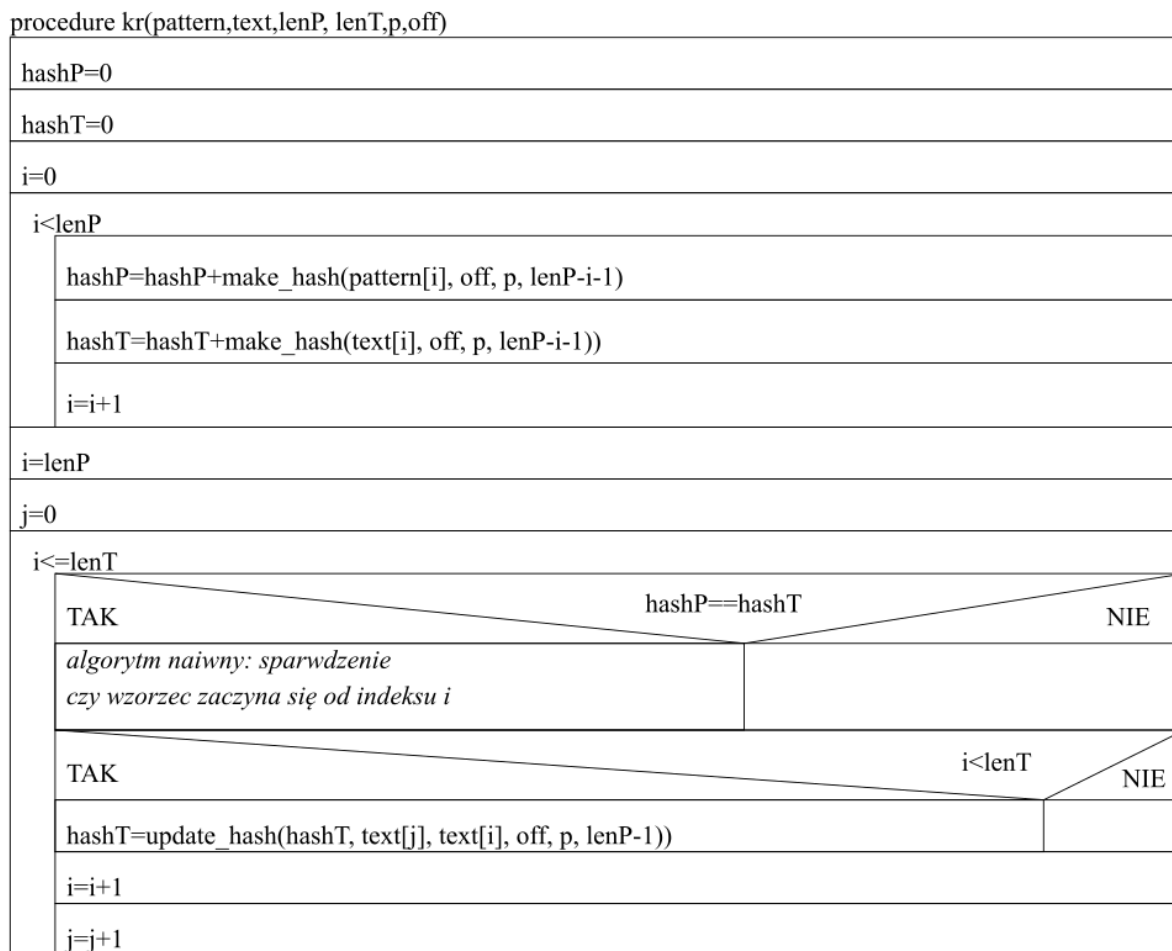 procedure kr(pattern,text,lenP, lenT,p,off)
hashP=0
hashT=0
i=0
i<lenP
hashP=hashP+make_hash(pattern[i], off, p, lenP-i-1)
hashT=hashT+make_hash(text[i], off, p, lenP-i-1))
i=i+1
i=lenP
j=0
i<=lenT
hashP==hashT
TAK
NIE
algorytm naiwny: sparwdzenie
czy wzorzec zaczyna się od indeksu i
i<lenT
TAK
NIE
hashT=update_hash(hashT, text[j], text[i], off, p, lenP-1))
i=i+1
j=j+1